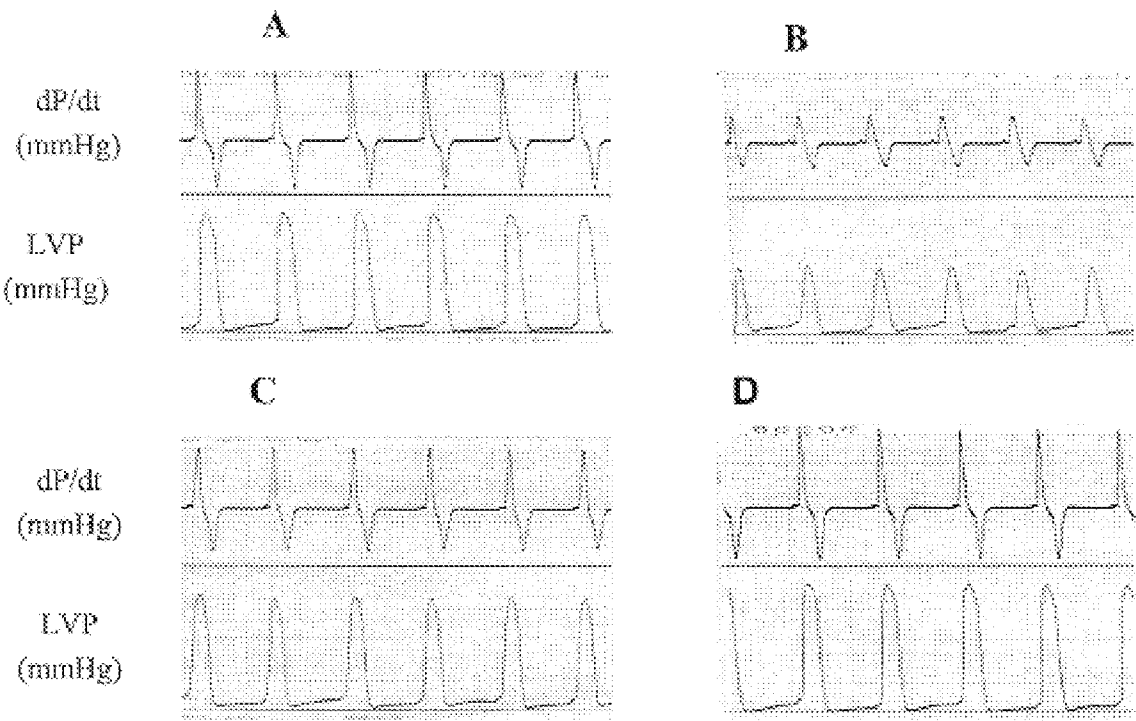 A
B
dP/dt
(mmHg)
LVP
(mmHg)
C
D
dP/dt
(mmHg)
LVP
(mmHg)